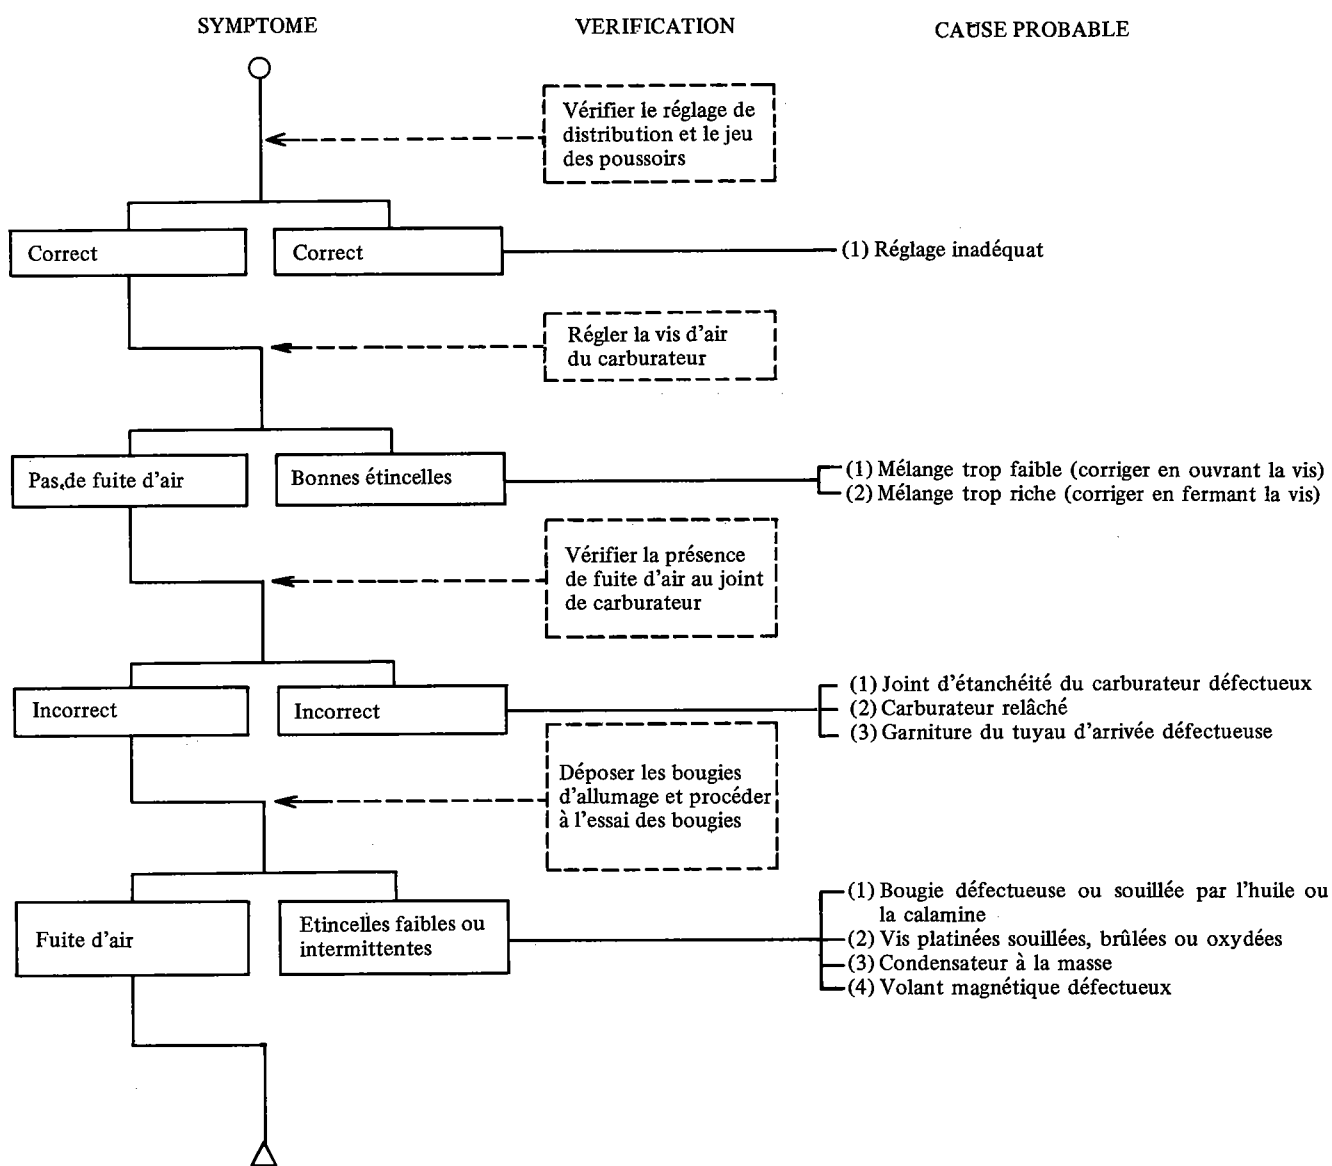 SYMPTOME
VERIFICATION
CAUSE PROBABLE
Vérifier le réglage de
distribution et le jeu
des poussoirs
Correct
Correct
(1) Réglage inadéquat
Régler la vis d'air
du carburateur
Pas de fuite d'air
Bonnes étincelles
(1) Mélange trop faible (corriger en ouvrant la vis)
(2) Mélange trop riche (corriger en fermant la vis)
Vérifier la présence
de fuite d'air au joint
de carburateur
Incorrect
Incorrect
(1) Joint d'étanchéité du carburateur défectueux
(2) Carburateur relâché
(3) Garniture du tuyau d'arrivée défectueuse
Déposer les bougies
d'allumage et procéder
à l'essai des bougies
Fuite d'air
Etincelles faibles ou
intermittentes
(1) Bougie défectueuse ou souillée par l'huile ou
la calamine
(2) Vis platinées souillées, brûlées ou oxydées
(3) Condensateur à la masse
(4) Volant magnétique défectueux